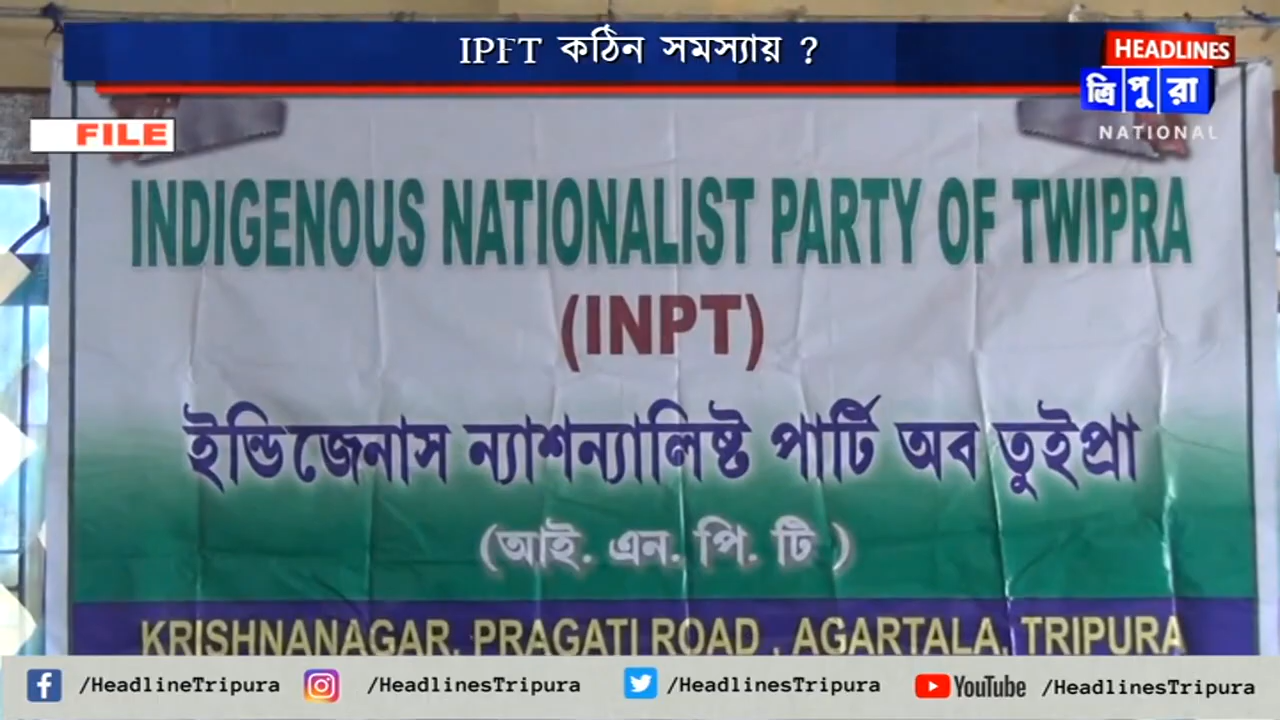 IPFT কঠিন সমস্যায় ?
HEADLINES
ত্রিপুরা
NATIONAL
FILE
INDIGENOUS NATIONALIST PARTY OF TWIPRA
(INPT)
ইন্ডিজেনাস ন্যাশন্যালিষ্ট পার্টি অব তুইপ্রা
(আই. এন. পি. টি )
KRISHNANAGAR, PRAGATI ROAD , AGARTALA, TRIPURA
/HeadlineTripura /HeadlinesTripura /HeadlinesTripura YouTube /HeadlinesTripura